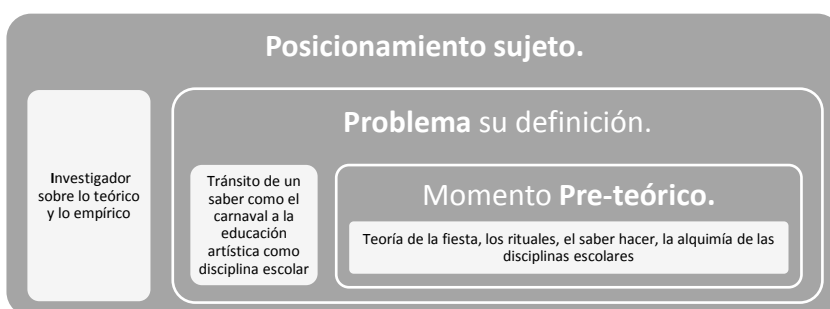 Posicionamiento sujeto.
Problema su definición.
Investigador
sobre lo teórico
y lo empírico
Tránsito de un
saber como el
carnaval a la
educación
artística como
disciplina escolar
Momento Pre-teórico.
Teoría de la fiesta, los rituales, el saber hacer, la alquimía de las
disciplinas escolares